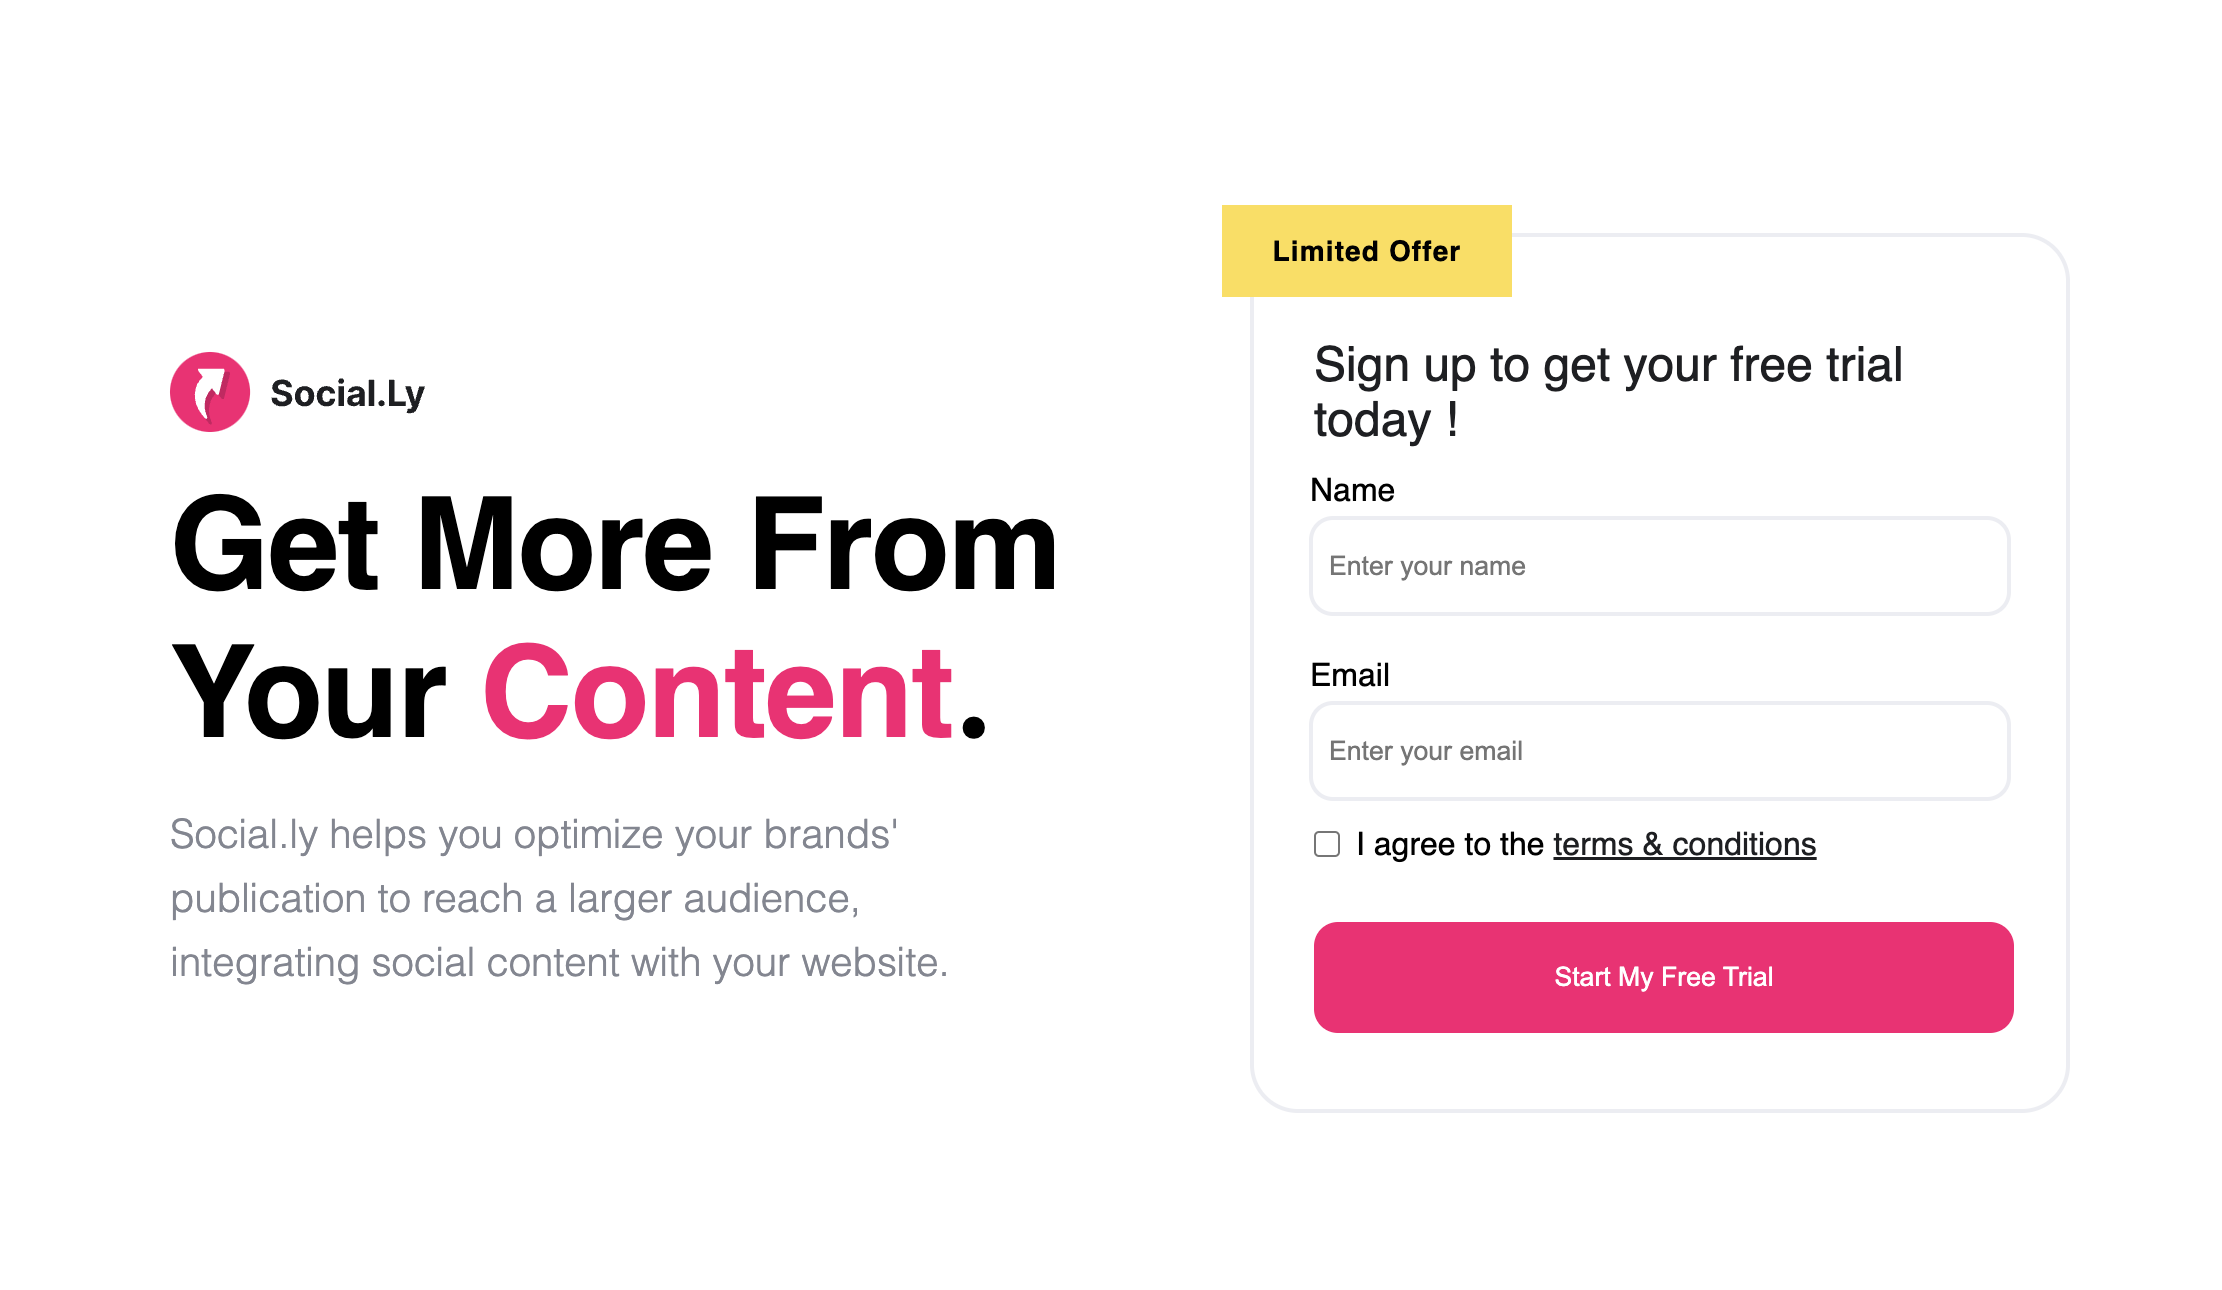 Social.Ly
Get More From
Your Content.
Social.ly helps you optimize your brands'
publication to reach a larger audience,
integrating social content with your website.
Limited Offer
Sign up to get your free trial
today !
Name
Enter your name
Email
Enter your email
I agree to the terms & conditions
Start My Free Trial